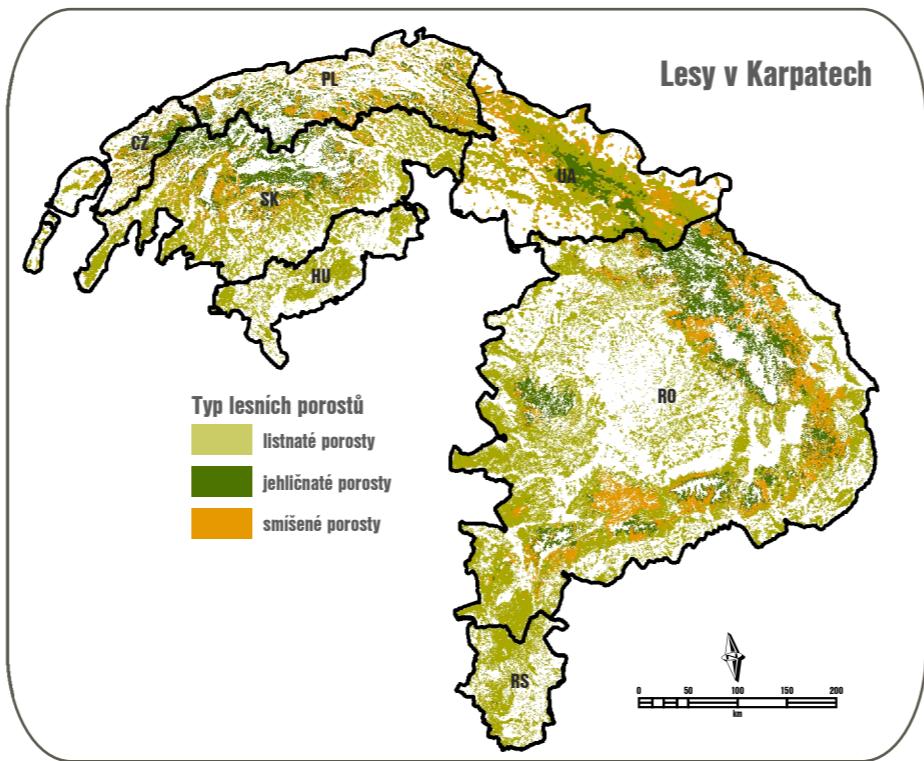 Lesy v Karpatech
PL
CZ
SK
UA
HU
RO
RS
Typ lesních porostů
listnaté porosty
jehličnaté porosty
smíšené porosty
N
0 50 100 150 200
km